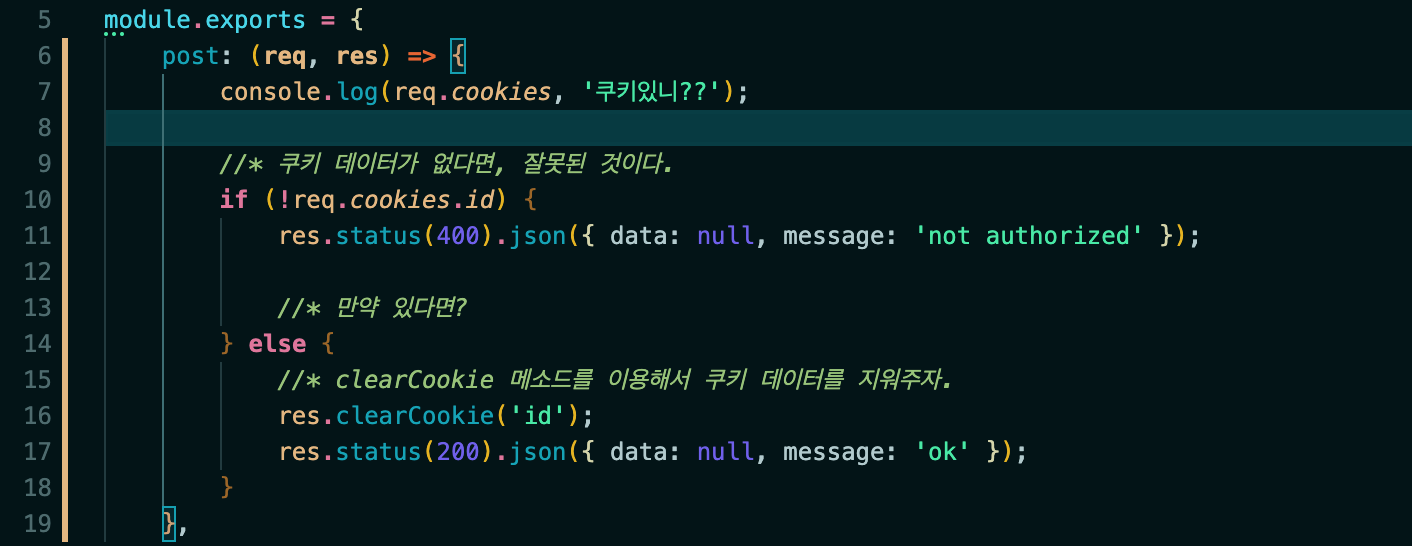 5 module.exports = {
6 post: (req, res) => {
7 console.log(req.cookies, '쿠키있니??');
8
9 //* 쿠키 데이터가 없다면, 잘못된 것이다.
10 if (!req.cookies.id) {
11 res.status(400).json({ data: null, message: 'not authorized' });
12
13 //* 만약 있다면?
14 } else {
15 //* clearCookie 메소드를 이용해서 쿠키 데이터를 지워주자.
16 res.clearCookie('id');
17 res.status(200).json({ data: null, message: 'ok' });
18 }
19 },